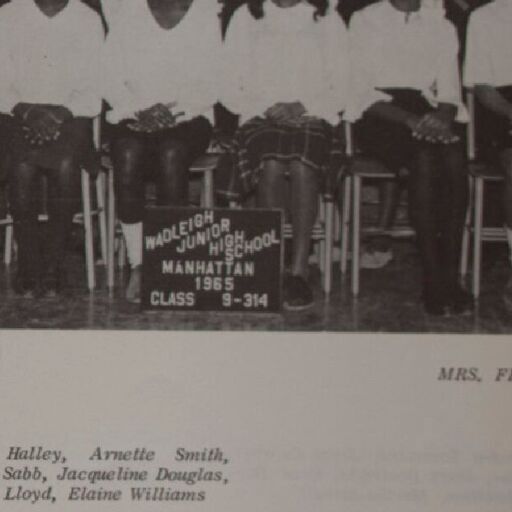 WADLEIGH
JUNIOR
HIGH
SCHOOL
MANHATTAN
1965
CLASS 9-314
MRS.
Halley, Arnette Smith,
Sabb, Jacqueline Douglas,
Lloyd, Elaine Williams